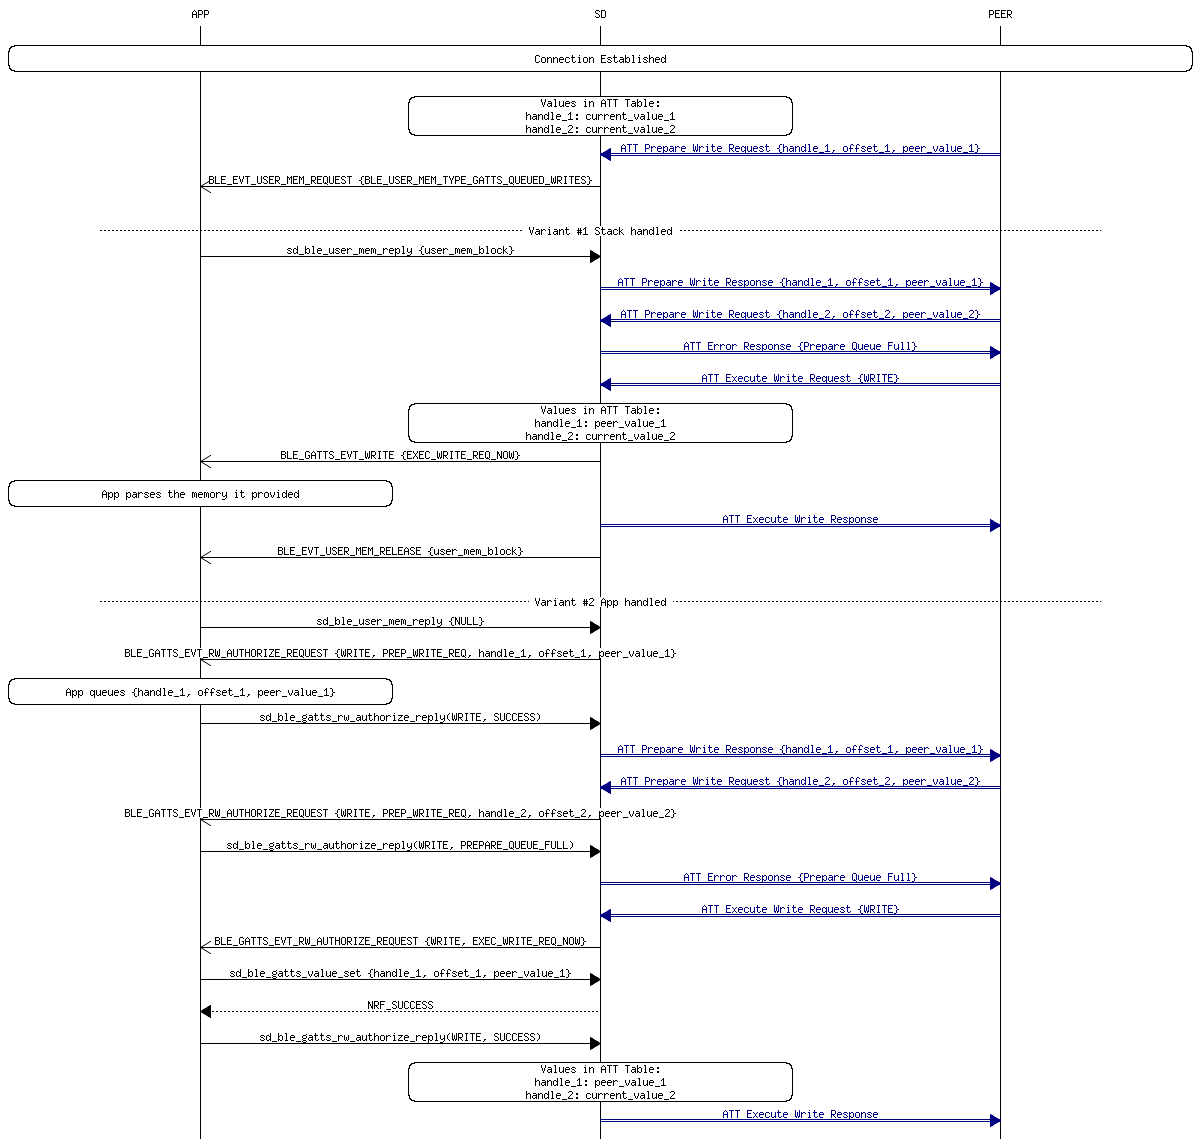 APP SD PEER
Connection Established
Values in ATT Table:
handle_1: current_value_1
handle_2: current_value_2
ATT Prepare Write Request {handle_1, offset_1, peer_value_1}
BLE_EVT_USER_MEM_REQUEST {BLE_USER_MEM_TYPE_GATTS_QUEUED_WRITES}
Variant #1 Stack handled
sd_ble_user_mem_reply {user_mem_block}
ATT Prepare Write Response {handle_1, offset_1, peer_value_1}
ATT Prepare Write Request {handle_2, offset_2, peer_value_2}
ATT Error Response {Prepare Queue Full}
ATT Execute Write Request {WRITE}
Values in ATT Table:
handle_1: peer_value_1
handle_2: current_value_2
BLE_GATTS_EVT_WRITE {EXEC_WRITE_REQ_NOW}
App parses the memory it provided
ATT Execute Write Response
BLE_EVT_USER_MEM_RELEASE {user_mem_block}
Variant #2 App handled
sd_ble_user_mem_reply {NULL}
BLE_GATTS_EVT_RW_AUTHORIZE_REQUEST {WRITE, PREP_WRITE_REQ, handle_1, offset_1, peer_value_1}
App queues {handle_1, offset_1, peer_value_1}
sd_ble_gatts_rw_authorize_reply(WRITE, SUCCESS)
ATT Prepare Write Response {handle_1, offset_1, peer_value_1}
ATT Prepare Write Request {handle_2, offset_2, peer_value_2}
BLE_GATTS_EVT_RW_AUTHORIZE_REQUEST {WRITE, PREP_WRITE_REQ, handle_2, offset_2, peer_value_2}
sd_ble_gatts_rw_authorize_reply(WRITE, PREPARE_QUEUE_FULL)
ATT Error Response {Prepare Queue Full}
ATT Execute Write Request {WRITE}
BLE_GATTS_EVT_RW_AUTHORIZE_REQUEST {WRITE, EXEC_WRITE_REQ_NOW}
sd_ble_gatts_value_set {handle_1, offset_1, peer_value_1}
NRF_SUCCESS
sd_ble_gatts_rw_authorize_reply(WRITE, SUCCESS)
Values in ATT Table:
handle_1: peer_value_1
handle_2: current_value_2
ATT Execute Write Response